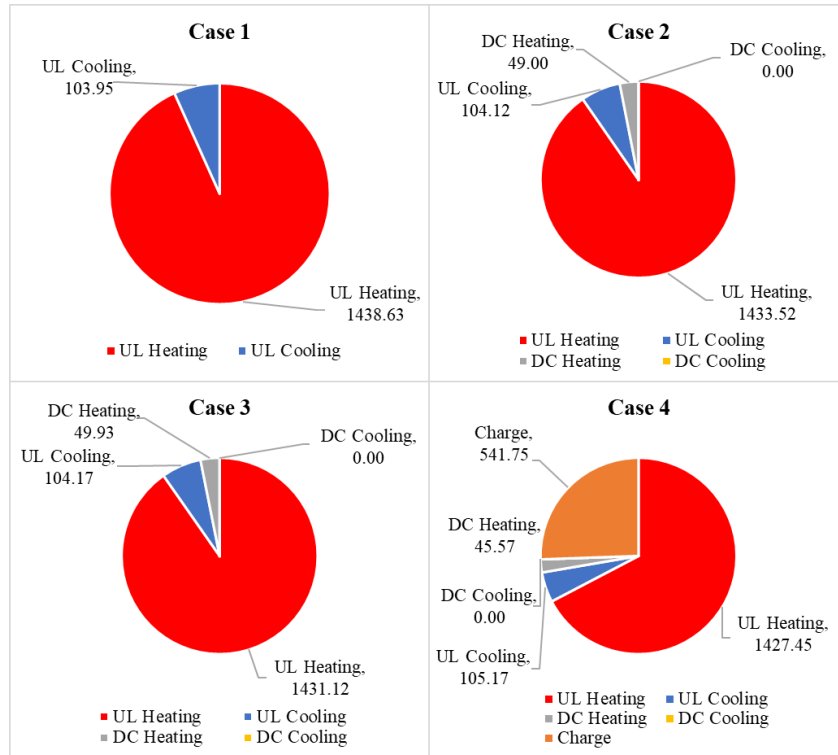 Case 1
UL Cooling,
103.95
UL Heating,
1438.63
UL Heating
UL Cooling
Case 2
DC Heating,
49.00
DC Cooling,
0.00
UL Cooling,
104.12
UL Heating,
1433.52
UL Heating
UL Cooling
DC Heating
DC Cooling
Case 3
DC Heating,
49.93
DC Cooling,
0.00
UL Cooling,
104.17
UL Heating,
1431.12
UL Heating
UL Cooling
DC Heating
DC Cooling
Case 4
Charge,
541.75
DC Heating,
45.57
DC Cooling,
0.00
UL Cooling,
105.17
UL Heating,
1427.45
UL Heating
UL Cooling
DC Heating
DC Cooling
Charge